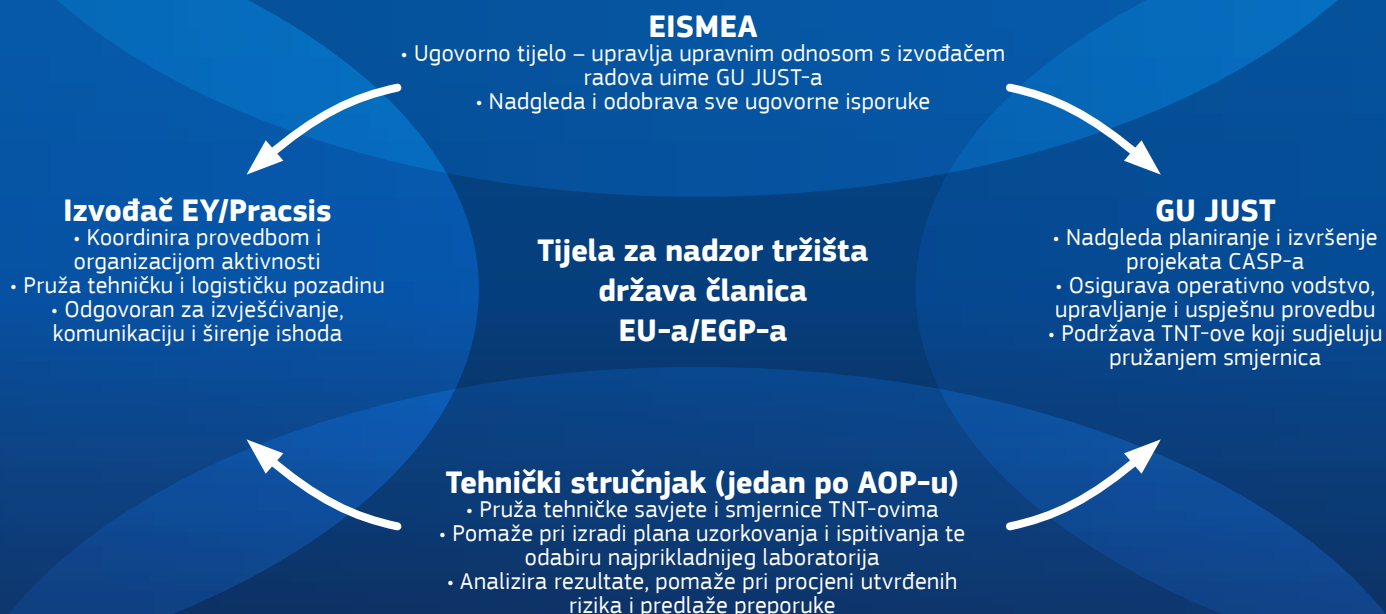 EISMEA
• Ugovorno tijelo – upravlja upravnim odnosom s izvođačem
radova uime GU JUST-a
• Nadgleda i odobrava sve ugovorne isporuke
Izvođač EY/Pracsis
• Koordinira provedbom i
organizacijom aktivnosti
• Pruža tehničku i logističku pozadinu
• Odgovoran za izvješćivanje,
komunikaciju i širenje ishoda
Tijela za nadzor tržišta
država članica
EU-a/EGP-a
GU JUST
• Nadgleda planiranje i izvršenje
projekata CASP-a
• Osigurava operativno vodstvo,
upravljanje i uspješnu provedbu
• Podržava TNT-ove koji sudjeluju
pružanjem smjernica
Tehnički stručnjak (jedan po AOP-u)
• Pruža tehničke savjete i smjernice TNT-ovima
• Pomaže pri izradi plana uzorkovanja i ispitivanja te
odabiru najprikladnijeg laboratorija
• Analizira rezultate, pomaže pri procjeni utvrđenih
rizika i predlaže preporuke